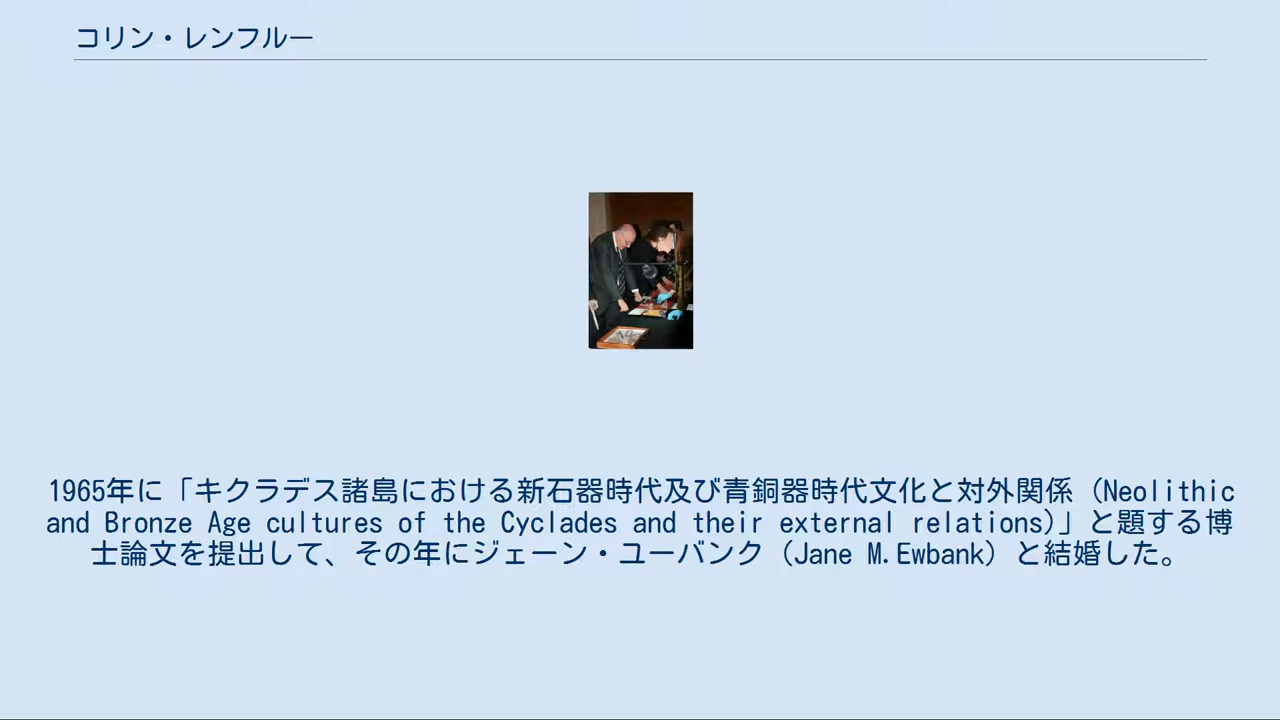 コリン・レンフルー
1965年に「キクラデス諸島における新石器時代及び青銅器時代文化と対外関係（Neolithic
and Bronze Age cultures of the Cyclades and their external relations)」と題する博
士論文を提出して、その年にジェーン・ユーバンク（Jane M.Ewbank）と結婚した。